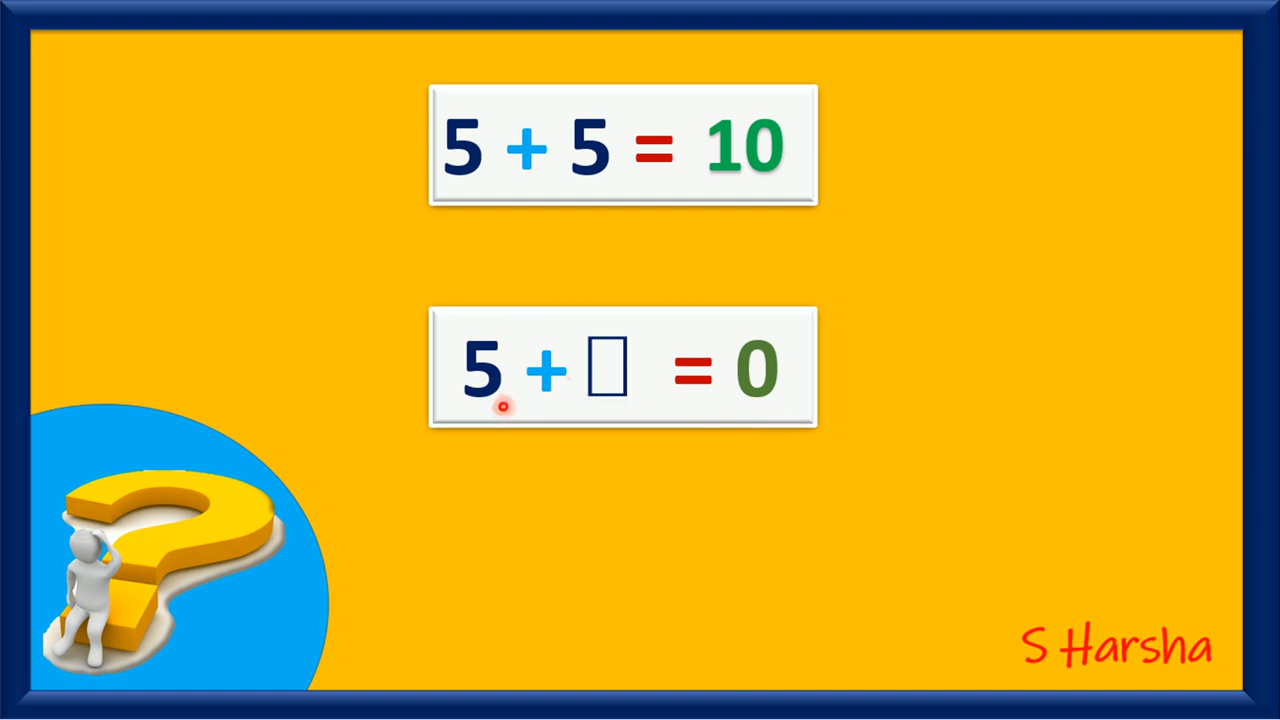 5 + 5 = 10
5 + □ = 0
S Harsha